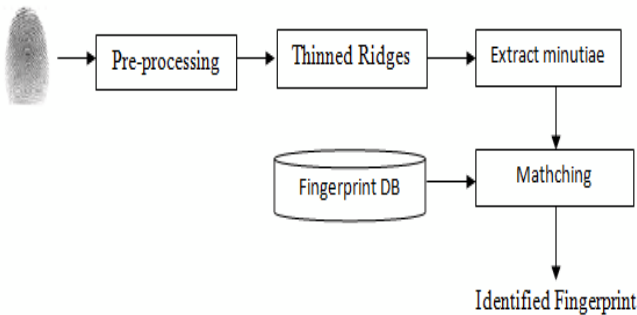 Pre-processing
Thinned Ridges
Extract minutiae
Fingerprint DB
Mathching
Identified Fingerprint